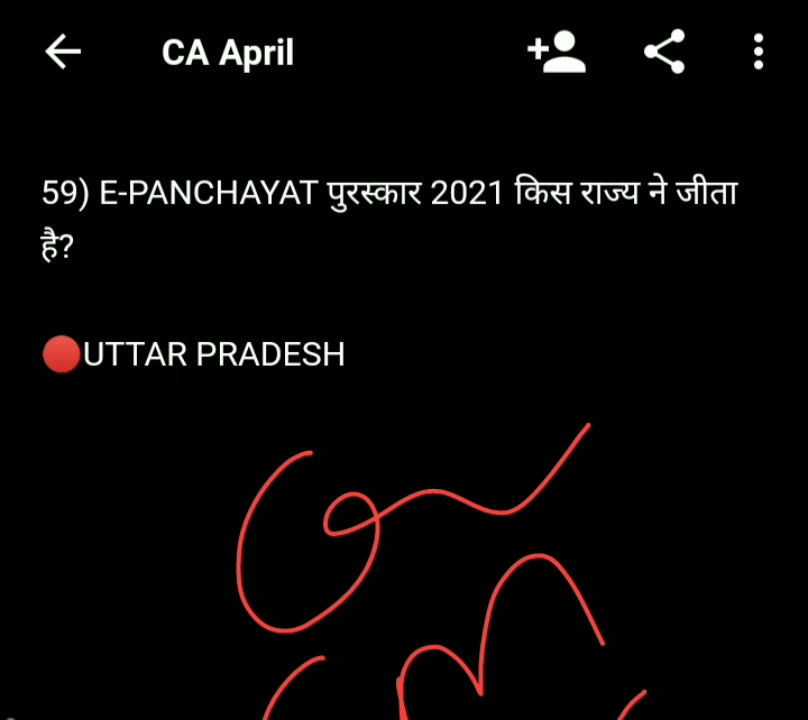 CA April
59) E-PANCHAYAT पुरस्कार 2021 किस राज्य ने जीता
है?
UTTAR PRADESH